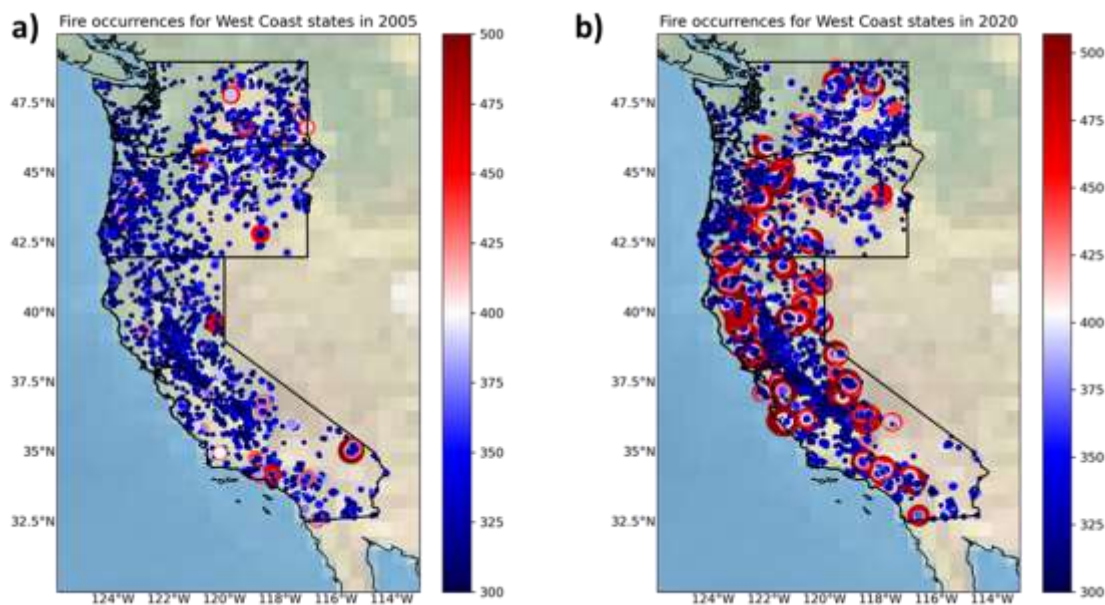 a)
Fire occurrences for West Coast states in 2005
500
475
450
425
400
375
350
325
300
47.5°N
45°N
42.5°N
40°N
37.5°N
35°N
32.5°N
124°W 122°W 120°W 118°W 116°W 114°W
b)
Fire occurrences for West Coast states in 2020
500
475
450
425
400
375
350
325
300
47.5°N
45°N
42.5°N
40°N
37.5°N
35°N
32.5°N
124°W 122°W 120°W 118°W 116°W 114°W